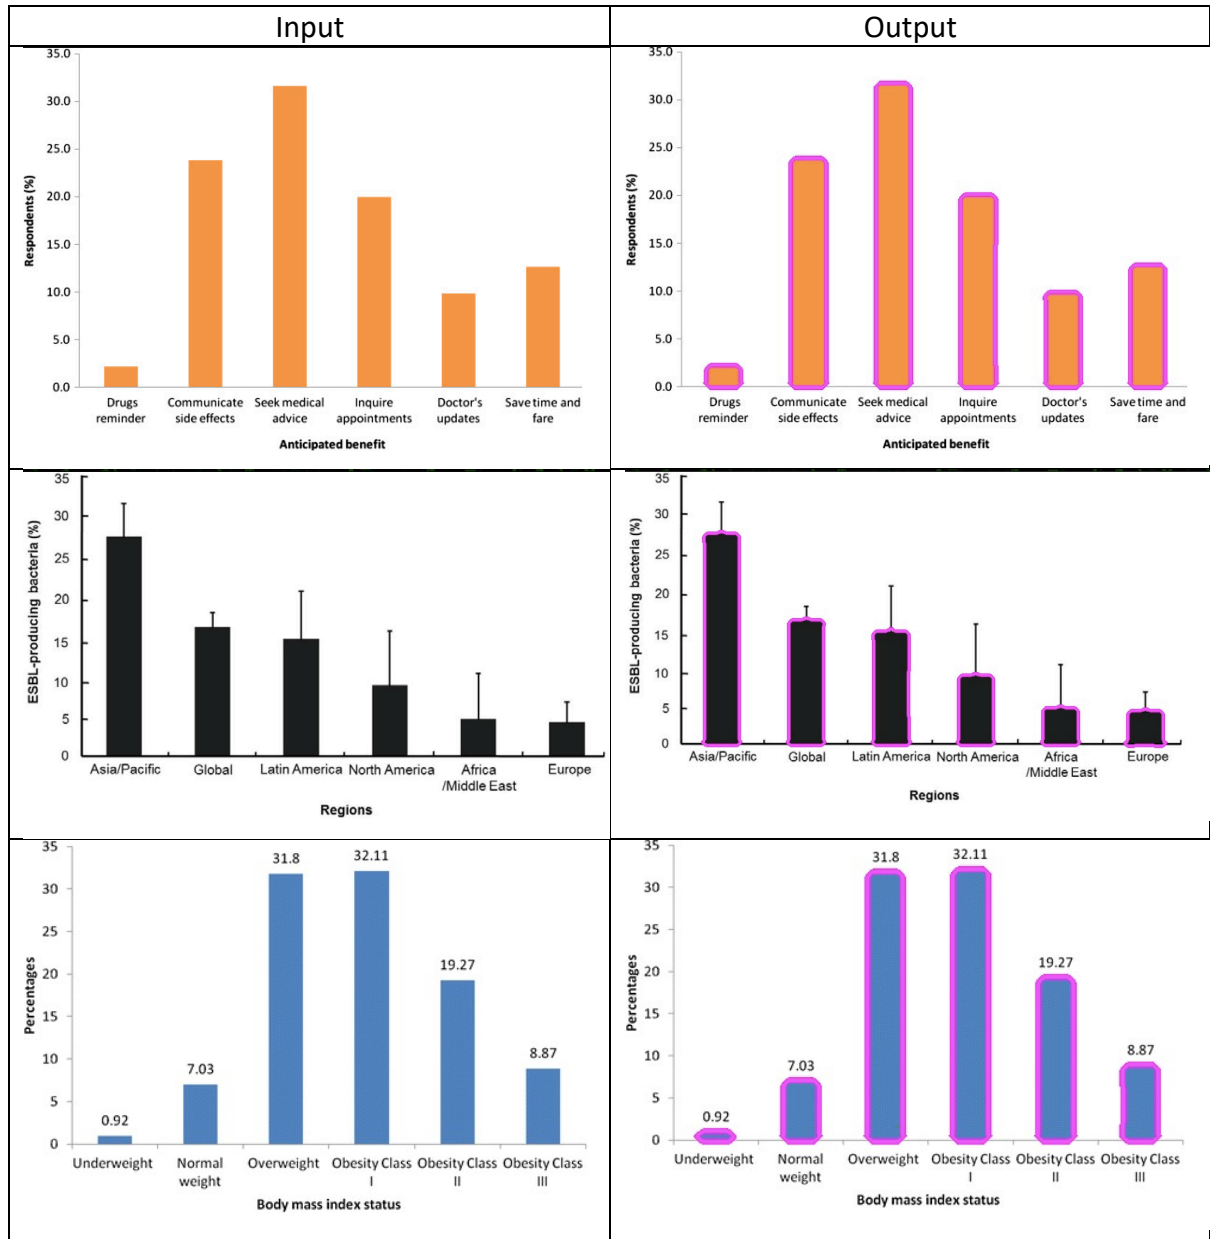 Input
Output
35.0
30.0
25.0
20.0
15.0
10.0
5.0
0.0
Respondents (%)
Drugs reminder
Communicate side effects
Seek medical advice
Inquire appointments
Doctor's updates
Save time and fare
Anticipated benefit
35.0
30.0
25.0
20.0
15.0
10.0
5.0
0.0
Respondents (%)
Drugs reminder
Communicate side effects
Seek medical advice
Inquire appointments
Doctor's updates
Save time and fare
Anticipated benefit
35
30
25
20
15
10
5
0
ESBL-producing bacteria (%)
Asia/Pacific
Global
Latin America
North America
Africa /Middle East
Europe
Regions
35
30
25
20
15
10
5
0
ESBL-producing bacteria (%)
Asia/Pacific
Global
Latin America
North America
Africa /Middle East
Europe
Regions
35
30
25
20
15
10
5
0
Percentages
0.92
7.03
31.8
32.11
19.27
8.87
Underweight
Normal weight
Overweight
Obesity Class I
Obesity Class II
Obesity Class III
Body mass index status
35
30
25
20
15
10
5
0
Percentages
0.92
7.03
31.8
32.11
19.27
8.87
Underweight
Normal weight
Overweight
Obesity Class I
Obesity Class II
Obesity Class III
Body mass index status